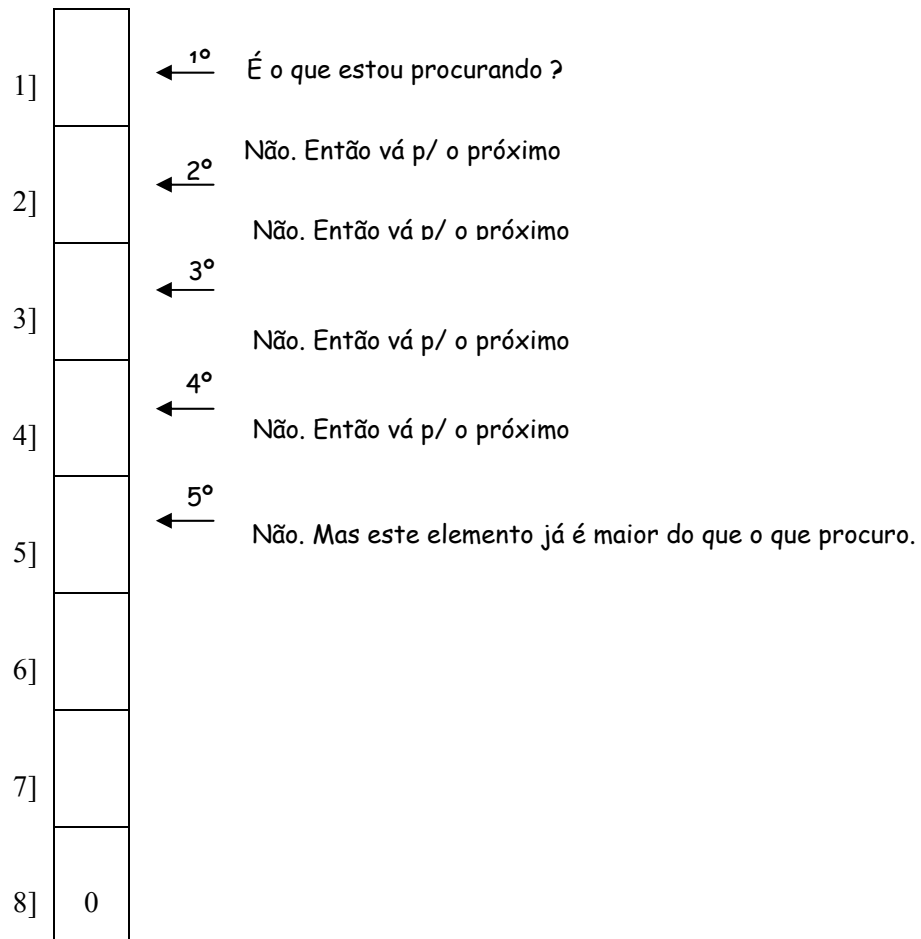 1º É o que estou procurando ?
1]
Não. Então vá p/ o próximo
2º
2]
Não. Então vá p/ o próximo
3º
3]
Não. Então vá p/ o próximo
4º
4]
Não. Então vá p/ o próximo
5º
5]
Não. Mas este elemento já é maior do que o que procuro.
6]
7]
8] 0